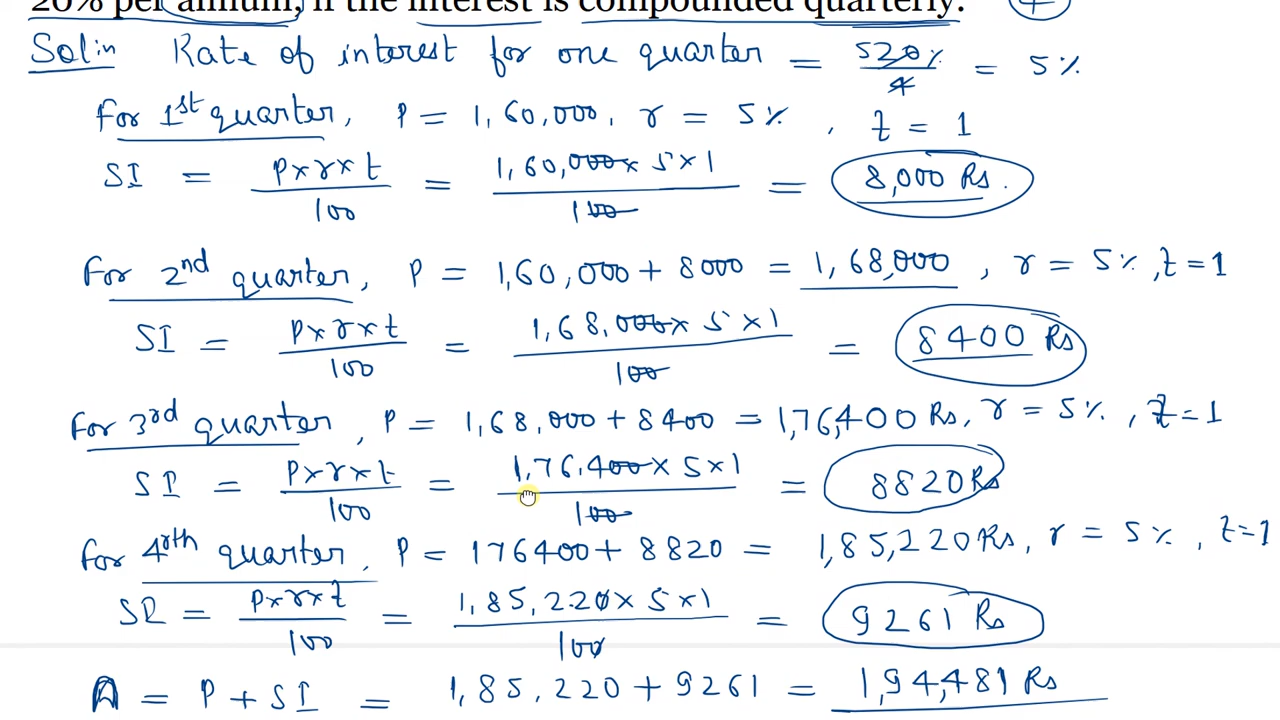 20% per annum, if the interest is compounded quarterly. 4
Sol:n Rate of interest for one quarter = 520%/4 = 5%
For 1st quarter, P = 1,60,000, r = 5%, t = 1
SI = P×r×t/100 = 1,60,000×5×1/100 = 8,000 Rs.
For 2nd quarter, P = 1,60,000 + 8000 = 1,68,000, r = 5%, t=1
SI = P×r×t/100 = 1,68,000×5×1/100 = 8400 Rs
For 3rd quarter, P = 1,68,000 + 8400 = 1,76,400 Rs, r = 5%, t=1
SI = P×r×t/100 = 1,76,400×5×1/100 = 8820 Rs
For 4rth quarter, P = 176400 + 8820 = 1,85,220 Rs, r = 5%, t=1
SI = P×r×t/100 = 1,85,220×5×1/100 = 9261 Rs
A = P + SI = 1,85,220 + 9261 = 1,94,481 Rs